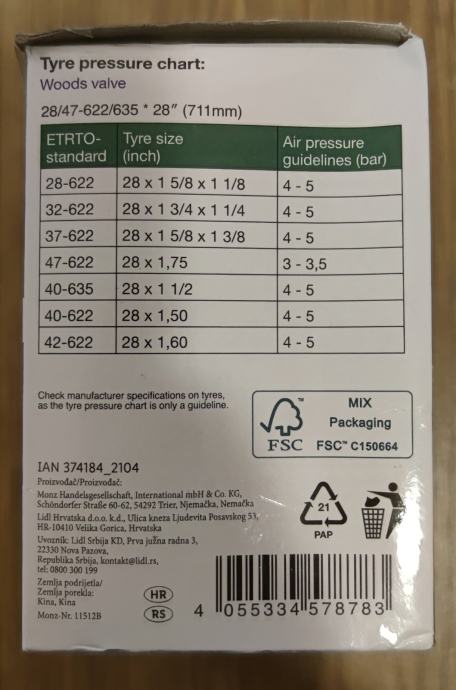 Tyre pressure chart:
Woods valve
28/47-622/635 * 28" (711mm)
ETRTO-standard Tyre size (inch) Air pressure guidelines (bar)
28-622 28 x 1 5/8 x 1 1/8 4 - 5
32-622 28 x 1 3/4 x 1 1/4 4 - 5
37-622 28 x 1 5/8 x 1 3/8 4 - 5
47-622 28 x 1,75 3 - 3,5
40-635 28 x 1 1/2 4 - 5
40-622 28 x 1,50 4 - 5
42-622 28 x 1,60 4 - 5
Check manufacturer specifications on tyres,
as the tyre pressure chart is only a guideline.
FSC
MIX
Packaging
FSC™ C150664
IAN 374184_2104
Proizvođač/Proizvođač:
Monz Handelsgesellschaft, International mbH & Co. KG,
Schöndorfer Straße 60-62, 54292 Trier, Njemačka, Nemačka
Lidl Hrvatska d.o.o. k.d., Ulica kneza Ljudevita Posavskog 53,
HR-10410 Velika Gorica, Hrvatska
Uvoznik: Lidl Srbija KD, Prva južna radna 3,
22330 Nova Pazova,
Republika Srbija, kontakt@lidl.rs,
tel: 0800 300 199
Zemlja podrijetla/
Zemlja porekla:
Kina, Kina
Monz-Nr. 11512B
HR
RS
21
PAP
4 055334 578783